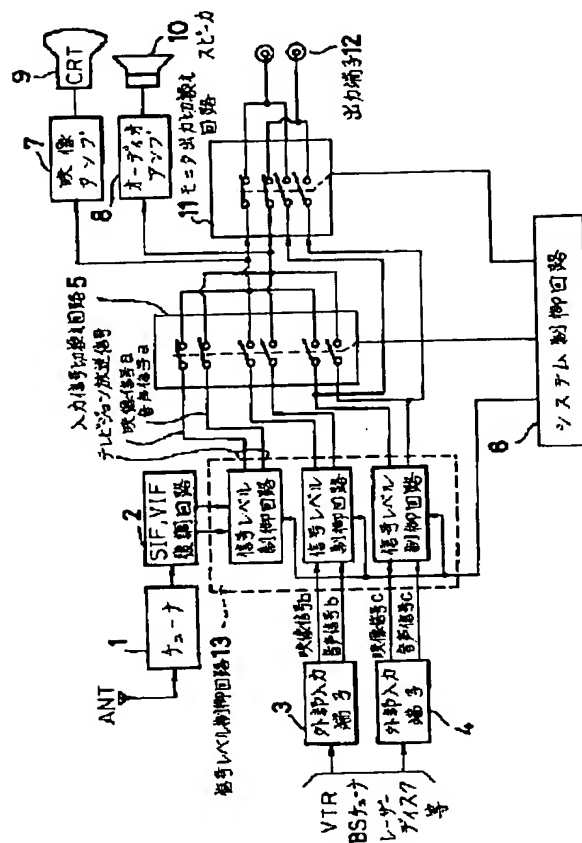 ANT
1
チューナ
2
SIF,VIF
復調回路
信号レベル制御回路13
信号レベル
制御回路
信号レベル
制御回路
信号レベル
制御回路
VTR
BSチューナ
レーザー
ディスク
等
3
外部入力
端子
4
外部入力
端子
映像信号b
音声信号b
映像信号c
音声信号c
入力信号切換え回路5
テレビジョン放送信号
映像信号a
音声信号a
システム制御回路
6
7
映像
アンプ
オーディオ
アンプ
8
9
CRT
10
スピーカ
11モニタ出力切換え
回路
出力端子12